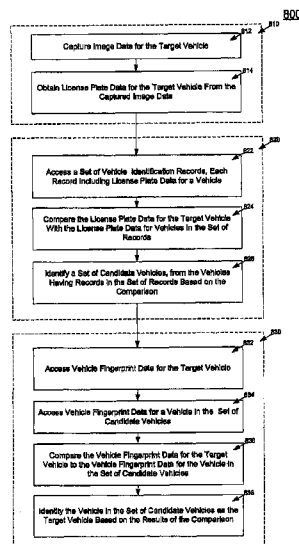 800
810
812
Capture Image Data for the Target Vehicle
814
Obtain License Plate Data for the Target Vehicle From the
Captured Image Data
820
822
Access a Set of Vehicle Identification Records, Each
Record Including License Plate Data for a Vehicle
824
Compare the License Plate Data for the Target Vehicle
With the License Plate Data for Vehicles in the Set of
Records
826
Identify a Set of Candidate Vehicles, from the Vehicles
Having Records in the Set of Records Based on the
Comparison
830
832
Access Vehicle Fingerprint Data for the Target Vehicle
834
Access Vehicle Fingerprint Data for a Vehicle in the Set of
Candidate Vehicles
836
Compare the Vehicle Fingerprint Data for the Target
Vehicle to the Vehicle Fingerprint Data for the Vehicle in
the Set of Candidate Vehicles
838
Identify the Vehicle in the Set of Candidate Vehicles as the
Target Vehicle Based on the Results of the Comparison